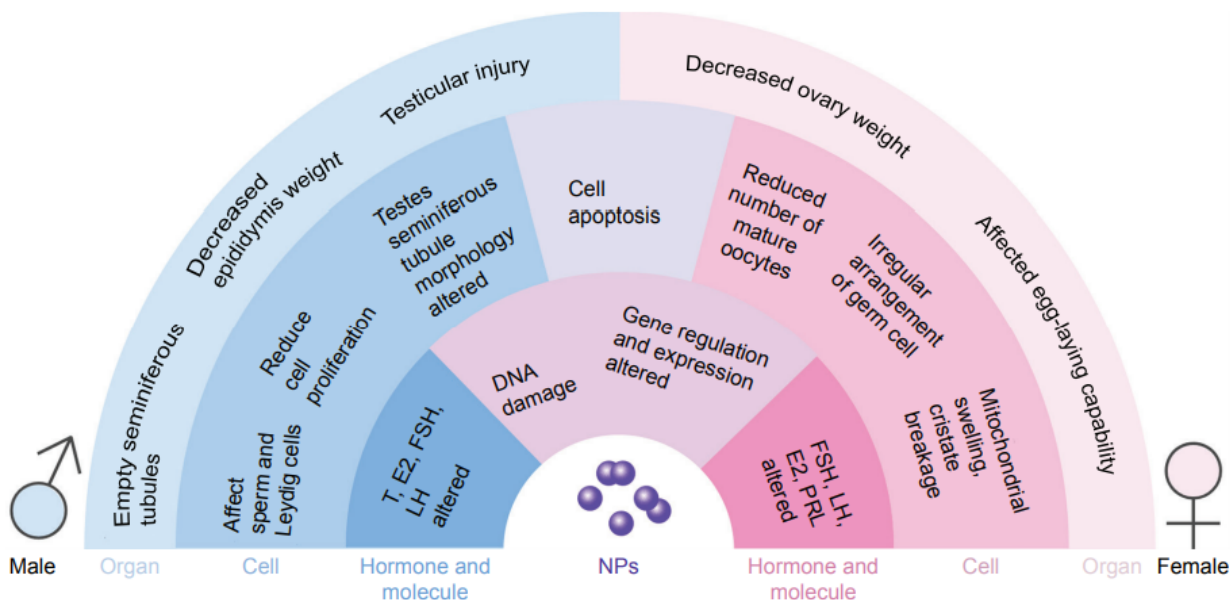 Testicular injury
Decreased
epididymis weight
Empty seminiferous
tubules
Decreased ovary weight
Affected egg-laying capability
Testes
seminiferous
tubule
morphology
altered
Reduce
cell
proliferation
Affect
sperm and
Leydig cells
Cell
apoptosis
Reduced
number of
mature
oocytes
Irregular
arrangement
of germ cell
Mitochondrial
swelling,
cristate
breakage
T, E2, FSH,
LH
altered
DNA
damage
Gene regulation
and expression
altered
FSH, LH,
E2, PRL
altered
Male
Organ
Cell
Hormone and
molecule
NPs
Hormone and
molecule
Cell
Organ
Female